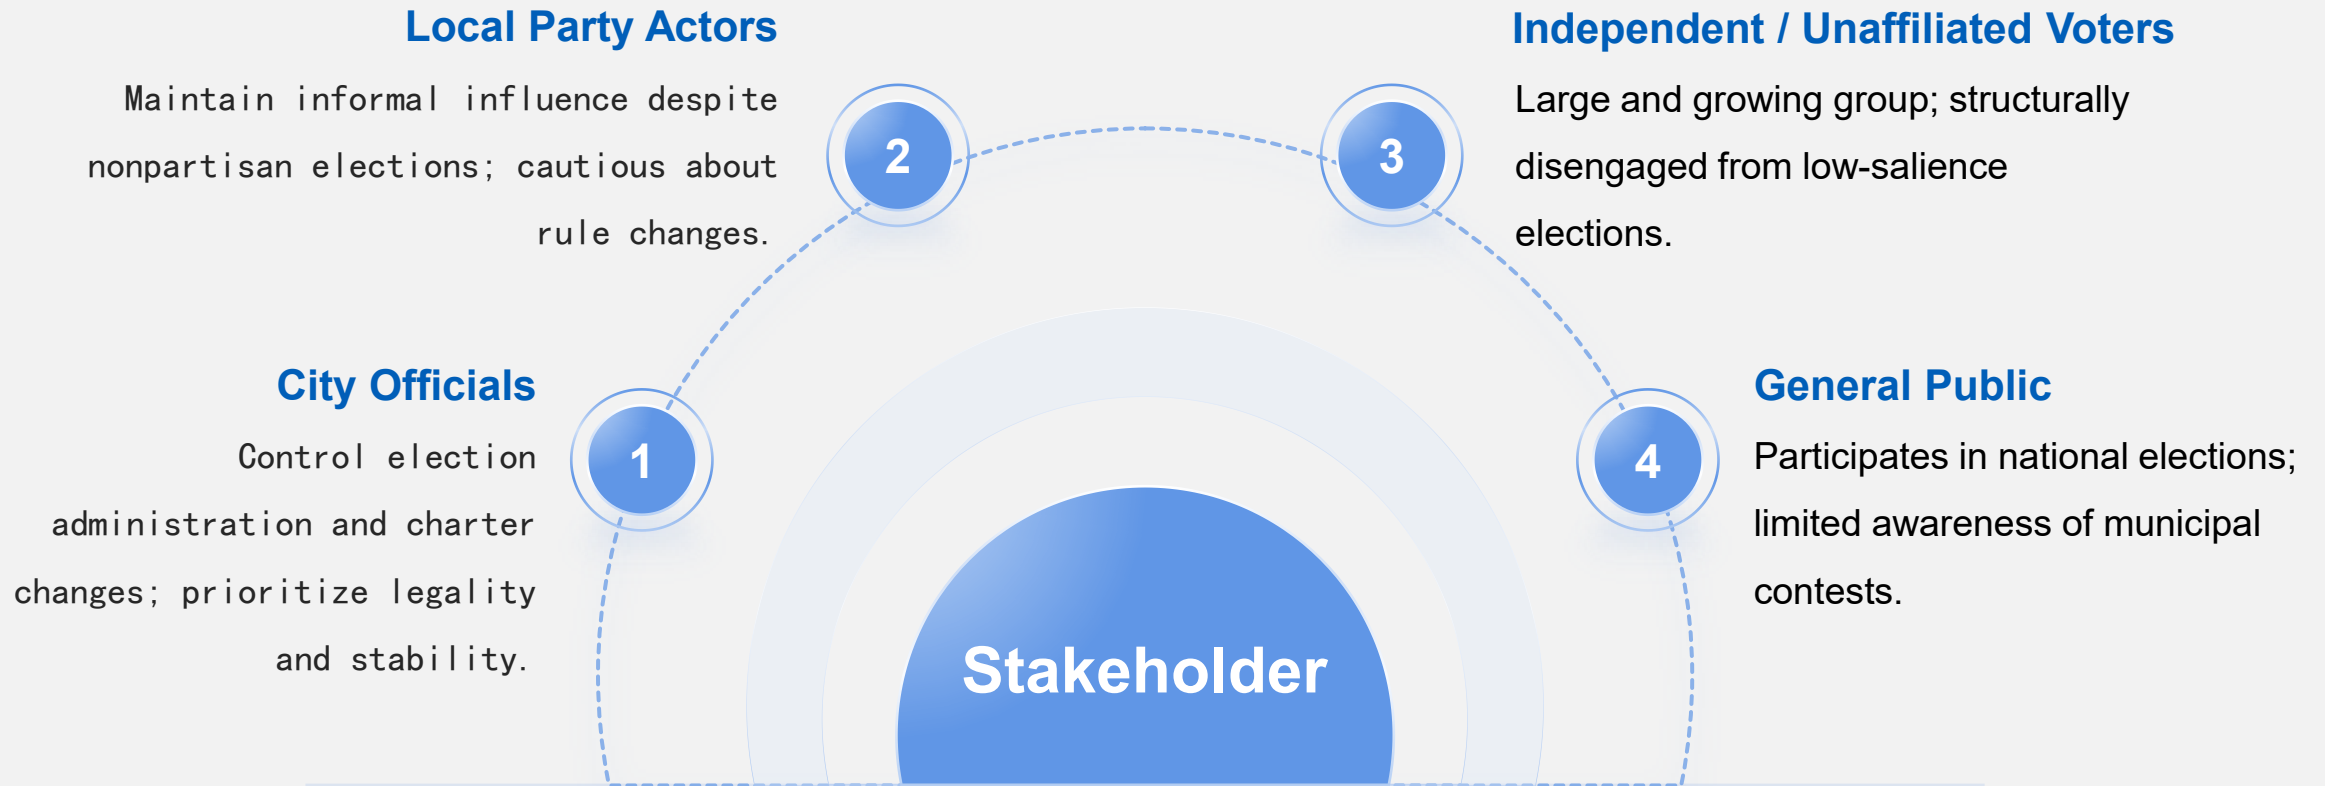 Local Party Actors
Maintain informal influence despite
nonpartisan elections; cautious about
rule changes.
2
3
Independent / Unaffiliated Voters
Large and growing group; structurally
disengaged from low-salience
elections.
City Officials
Control election
administration and charter
changes; prioritize legality
and stability.
1
4
General Public
Participates in national elections;
limited awareness of municipal
contests.
Stakeholder